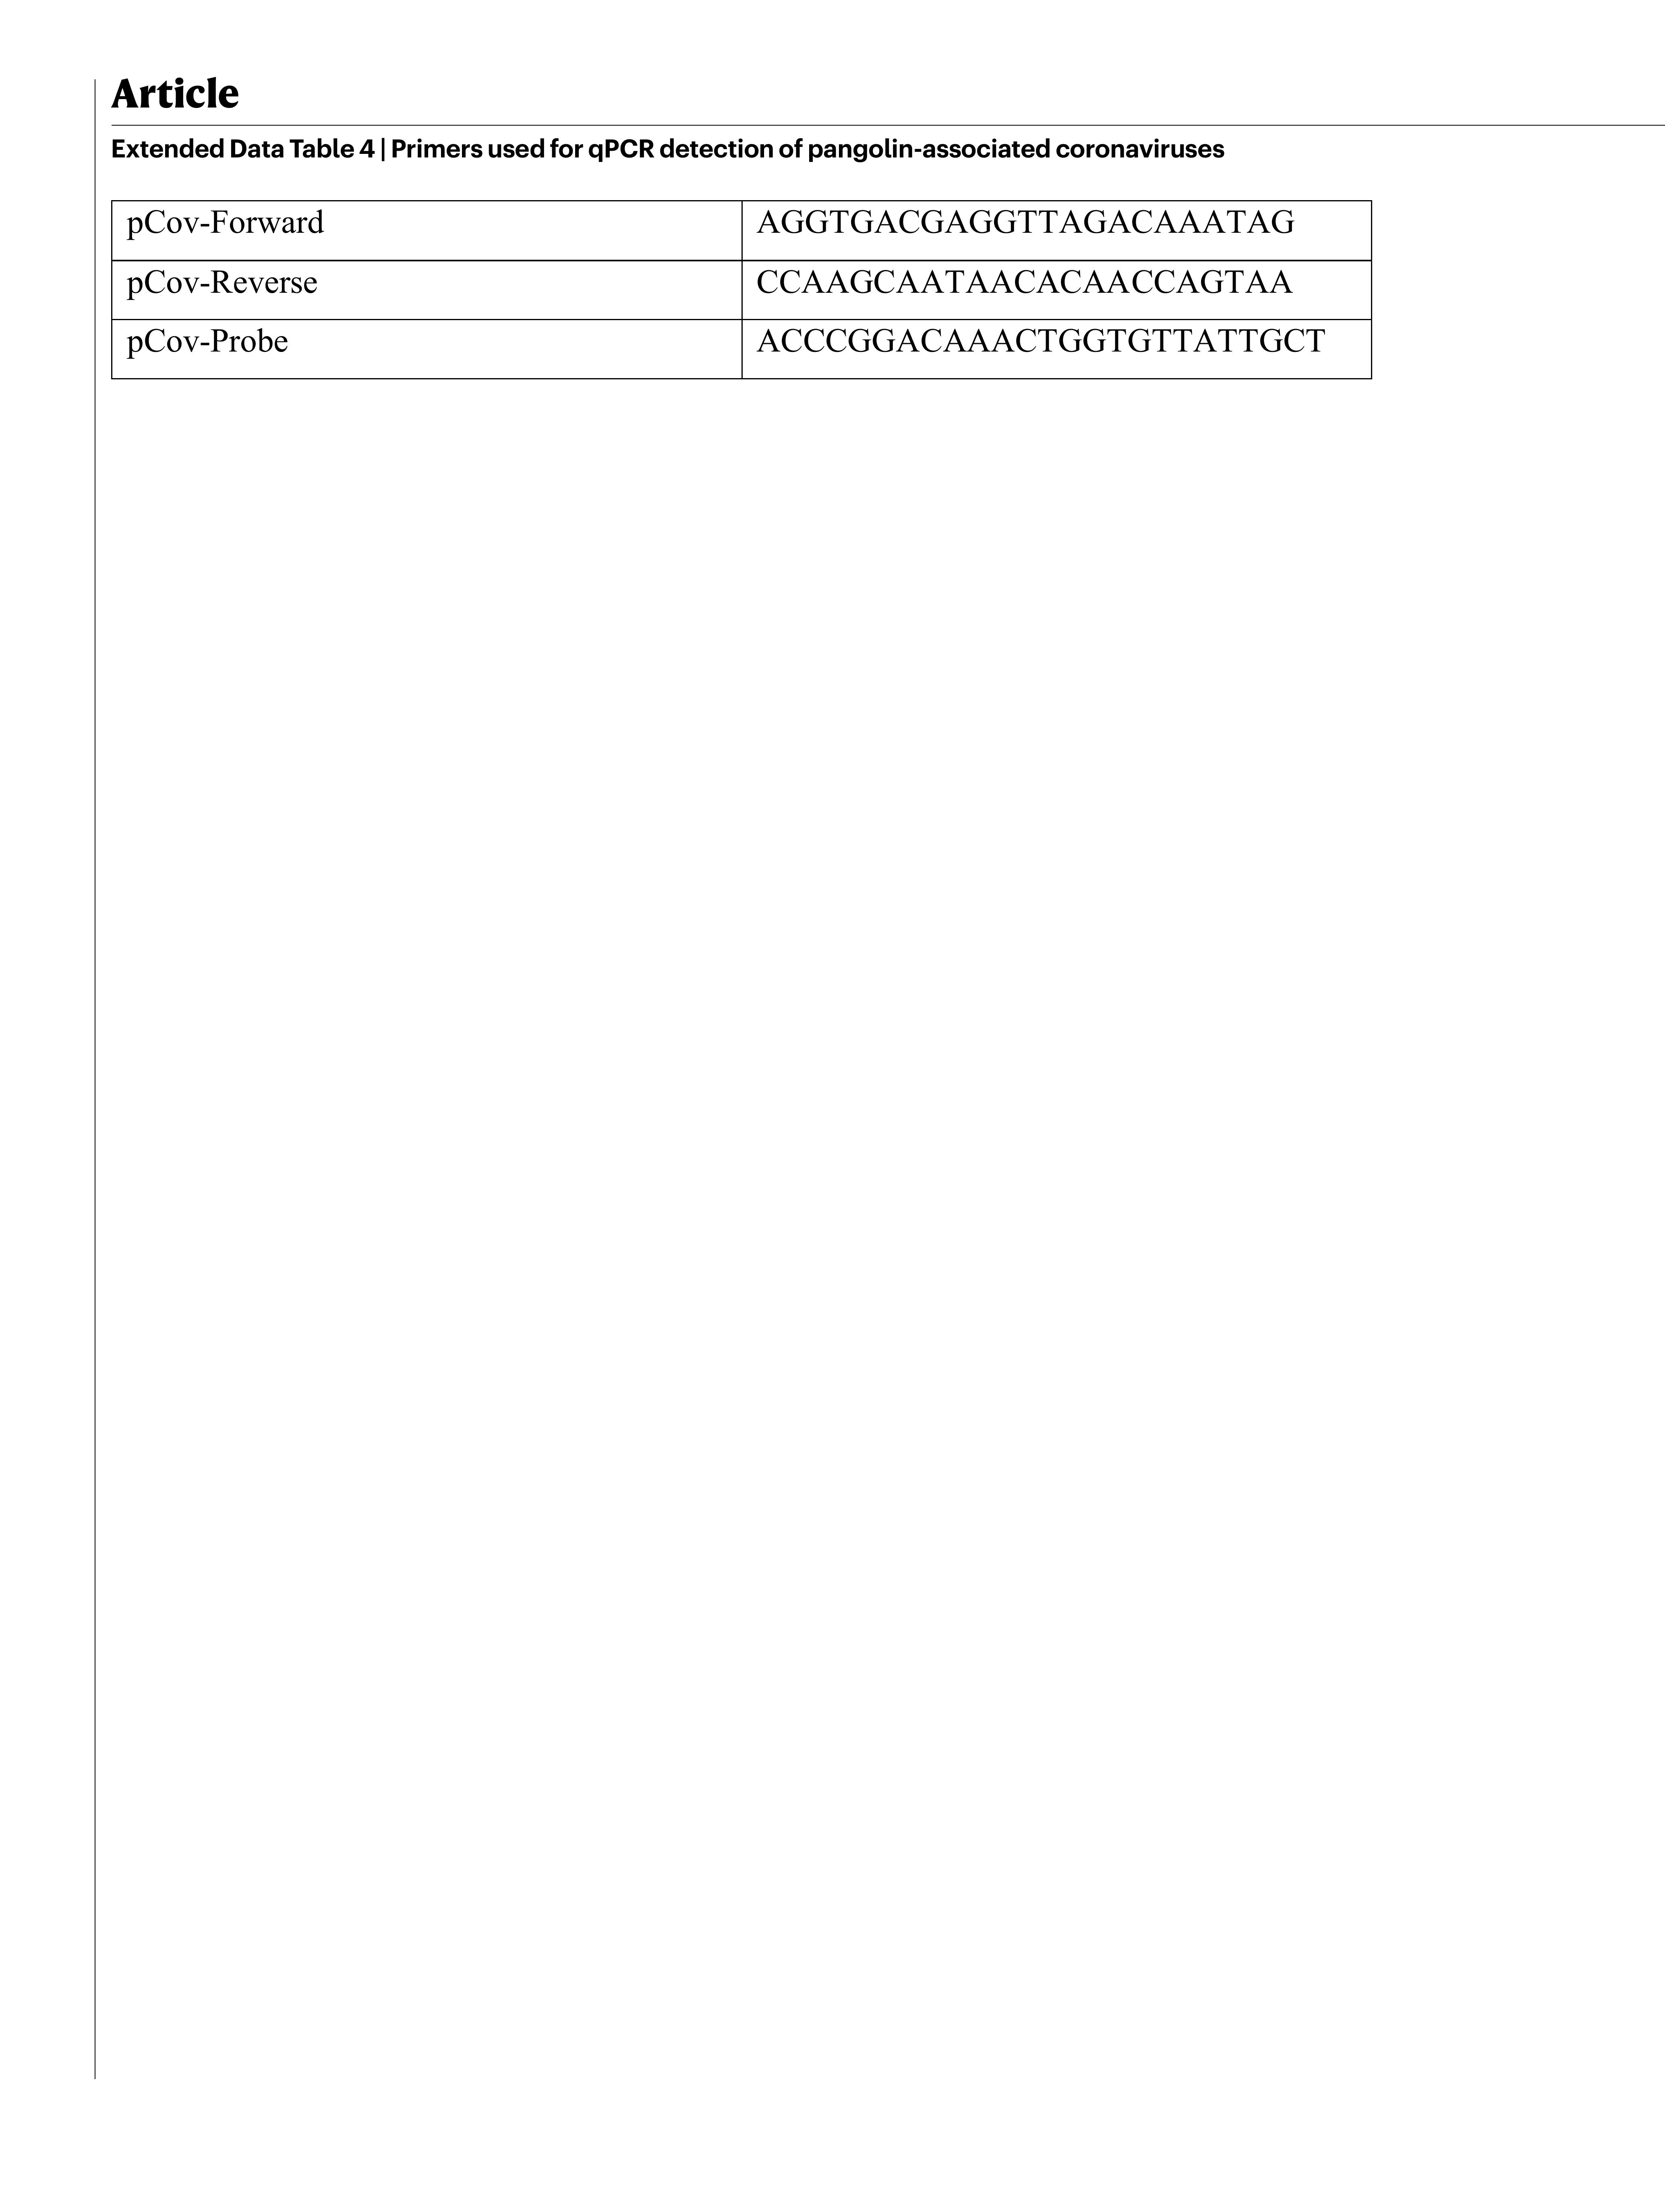 Article
Extended Data Table 4 | Primers used for qPCR detection of pangolin-associated coronaviruses
pCov-Forward AGGTGACGAGGTTAGACAAATAG
pCov-Reverse CCAAGCAATAACACAACCAGTAA
pCov-Probe ACCCGGACAAACTGGTGTTATTGCT